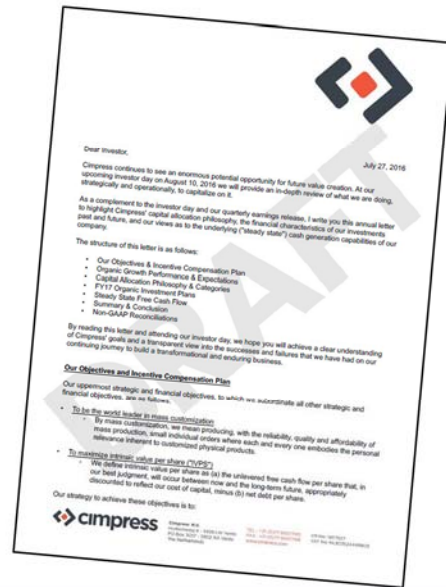 July 27, 2016
Dear Investor,
Cimpress continues to see an enormous potential opportunity for future value creation. At our
upcoming investor day on August 10, 2016 we will provide an in-depth review of what we are doing,
strategically and operationally, to capitalize on it.
As a complement to the investor day and our quarterly earnings release, I write you this annual letter
to highlight Cimpress' capital allocation philosophy, the financial characteristics of our investments
past and future, and our views as to the underlying ("steady state") cash generation capabilities of our
company.
The structure of this letter is as follows:
• Our Objectives & Incentive Compensation Plan
• Organic Growth Performance & Expectations
• Capital Allocation Philosophy & Categories
• FY17 Organic Investment Plans
• Steady State Free Cash Flow
• Summary & Conclusion
• Non-GAAP Reconciliations
By reading this letter and attending our investor day, we hope you will achieve a clear understanding
of Cimpress' goals and a transparent view into the successes and failures that we have had on our
continuing journey to build a transformational and enduring business.
Our Objectives and Incentive Compensation Plan
Our uppermost strategic and financial objectives, to which we subordinate all other strategic and
financial objectives, are as follows
• To be the world leader in mass customization
◦ By mass customization, we mean producing, with the reliability, quality and affordability of
mass production, small individual orders where each and every one embodies the personal
relevance inherent to customized physical products.
• To maximize intrinsic value per share ("IVPS")
◦ We define intrinsic value per share as (a) the unlevered free cash flow per share that, in
our best judgment, will occur between now and the long-term future, appropriately
discounted to reflect our cost of capital, minus (b) net debt per share.
Our strategy to achieve these objectives is to:
cimpress
Cimpress N.V.
DRAFT